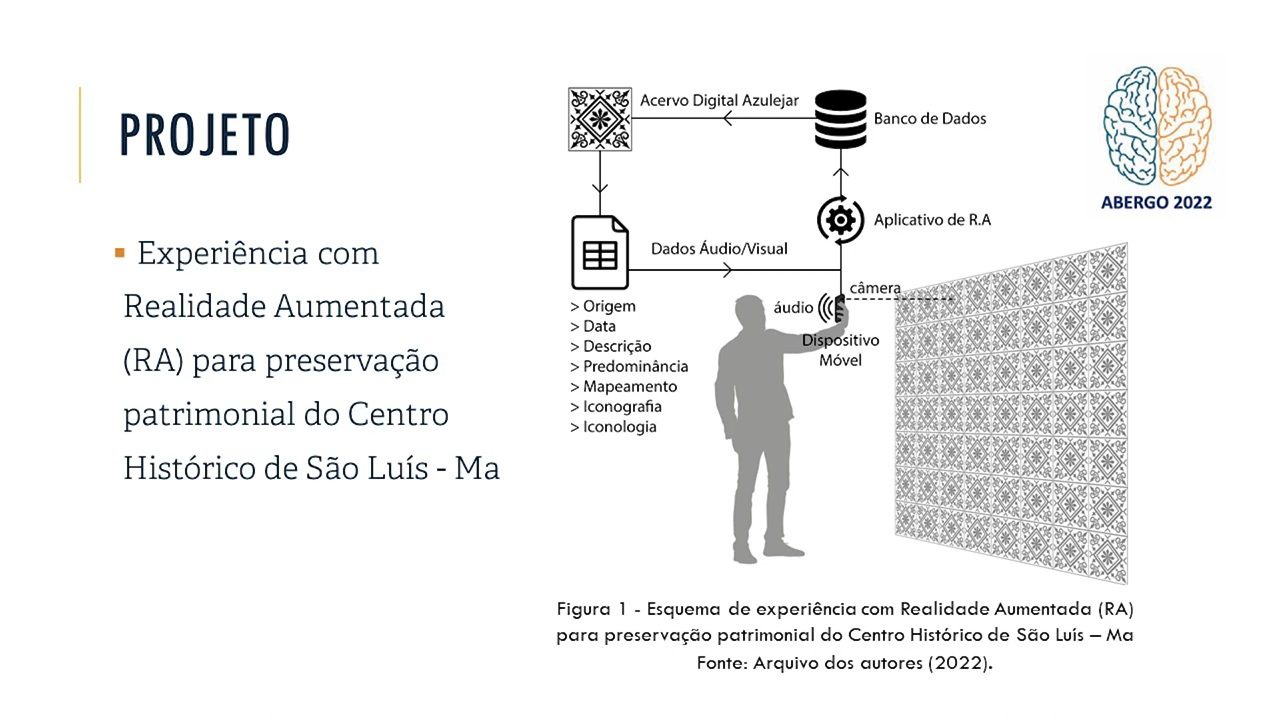 PROJETO
▪ Experiência com
Realidade Aumentada
(RA) para preservação
patrimonial do Centro
Histórico de São Luís - Ma
Acervo Digital Azulejar
Banco de Dados
Aplicativo de R.A
Dados Áudio/Visual
> Origem
> Data
> Descrição
> Predominância
> Mapeamento
> Iconografia
> Iconologia
câmera
áudio
Dispositivo
Móvel
ABERGO 2022
Figura 1 - Esquema de experiência com Realidade Aumentada (RA)
para preservação patrimonial do Centro Histórico de São Luís – Ma
Fonte: Arquivo dos autores (2022).